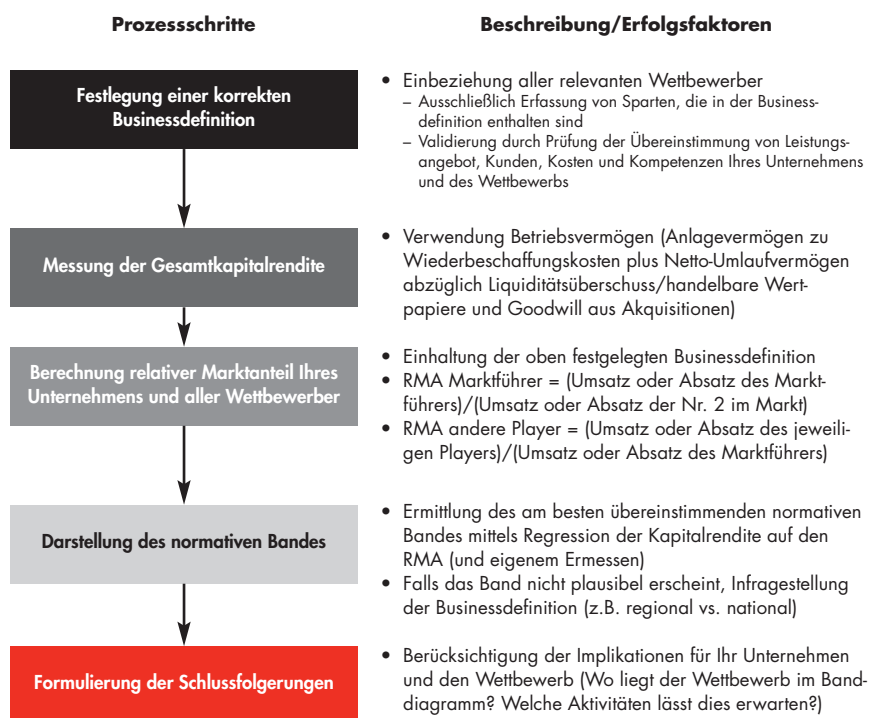 Prozessschritte
Beschreibung/Erfolgsfaktoren
Festlegung einer korrekten
Businessdefinition
• Einbeziehung aller relevanten Wettbewerber
– Ausschließlich Erfassung von Sparten, die in der Business-
definition enthalten sind
– Validierung durch Prüfung der Übereinstimmung von Leistungs-
angebot, Kunden, Kosten und Kompetenzen Ihres Unternehmens
und des Wettbewerbs
Messung der Gesamtkapitalrendite
• Verwendung Betriebsvermögen (Anlagevermögen zu
Wiederbeschaffungskosten plus Netto-Umlaufvermögen
abzüglich Liquiditätsüberschuss/handelbare Wert-
papiere und Goodwill aus Akquisitionen)
Berechnung relativer Marktanteil Ihres
Unternehmens und aller Wettbewerber
• Einhaltung der oben festgelegten Businessdefinition
• RMA Marktführer = (Umsatz oder Absatz des Markt-
führers)/(Umsatz oder Absatz der Nr. 2 im Markt)
• RMA andere Player = (Umsatz oder Absatz des jeweili-
gen Players)/(Umsatz oder Absatz des Marktführers)
Darstellung des normativen Bandes
• Ermittlung des am besten übereinstimmenden normativen
Bandes mittels Regression der Kapitalrendite auf den
RMA (und eigenem Ermessen)
• Falls das Band nicht plausibel erscheint, Infragestellung
der Businessdefinition (z.B. regional vs. national)
Formulierung der Schlussfolgerungen
• Berücksichtigung der Implikationen für Ihr Unternehmen
und den Wettbewerb (Wo liegt der Wettbewerb im Band-
diagramm? Welche Aktivitäten lässt dies erwarten?)